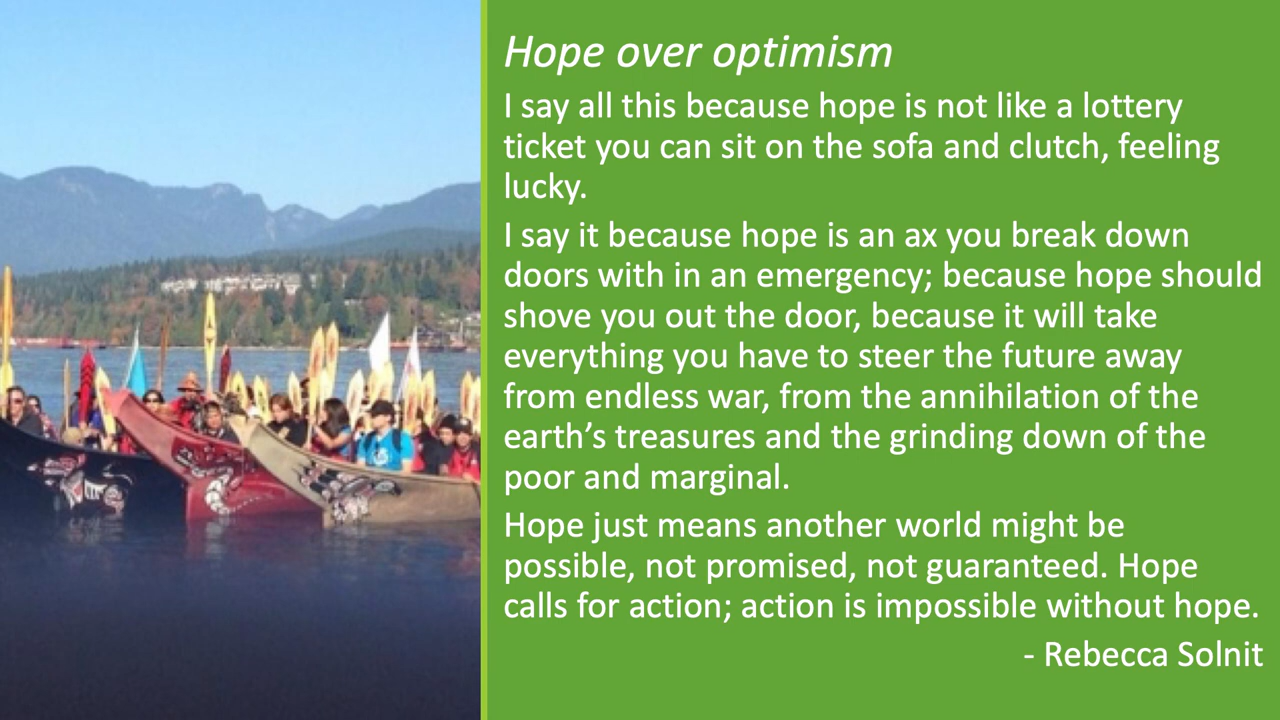 Hope over optimism
I say all this because hope is not like a lottery
ticket you can sit on the sofa and clutch, feeling
lucky.
I say it because hope is an ax you break down
doors with in an emergency; because hope should
shove you out the door, because it will take
everything you have to steer the future away
from endless war, from the annihilation of the
earth’s treasures and the grinding down of the
poor and marginal.
Hope just means another world might be
possible, not promised, not guaranteed. Hope
calls for action; action is impossible without hope.
- Rebecca Solnit